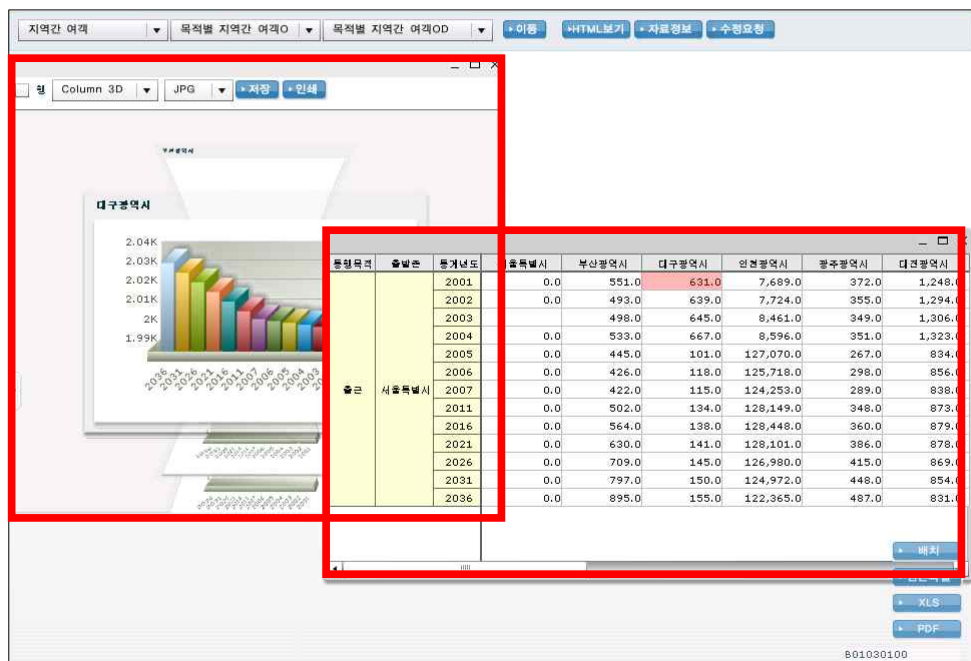 지역간 여객 목적별 지역간 여객O 목적별 지역간 여객OD 이동 HTML보기 자료정보 수정요청
형 Column 3D JPG 저장 인쇄
대구광역시
2.04K
2.03K
2.02K
2.01K
2K
1.99K
2036 2031 2026 2021 2016 2011 2007 2006 2005 2004 2003
통행목적 출발존 통계년도 서울특별시 부산광역시 대구광역시 인천광역시 광주광역시 대전광역시
출근 서울특별시
2001 0.0 551.0 631.0 7,689.0 372.0 1,248.0
2002 0.0 493.0 639.0 7,724.0 355.0 1,294.0
2003 498.0 645.0 8,461.0 349.0 1,306.0
2004 0.0 533.0 667.0 8,596.0 351.0 1,323.0
2005 0.0 445.0 101.0 127,070.0 267.0 834.0
2006 0.0 426.0 118.0 125,718.0 298.0 856.0
2007 0.0 422.0 115.0 124,253.0 289.0 838.0
2011 0.0 502.0 134.0 128,149.0 348.0 873.0
2016 0.0 564.0 138.0 128,448.0 360.0 879.0
2021 0.0 630.0 141.0 128,101.0 386.0 878.0
2026 0.0 709.0 145.0 126,980.0 415.0 869.0
2031 0.0 797.0 150.0 124,972.0 448.0 854.0
2036 0.0 895.0 155.0 122,365.0 487.0 831.0
배치
XLS
PDF
B01030100